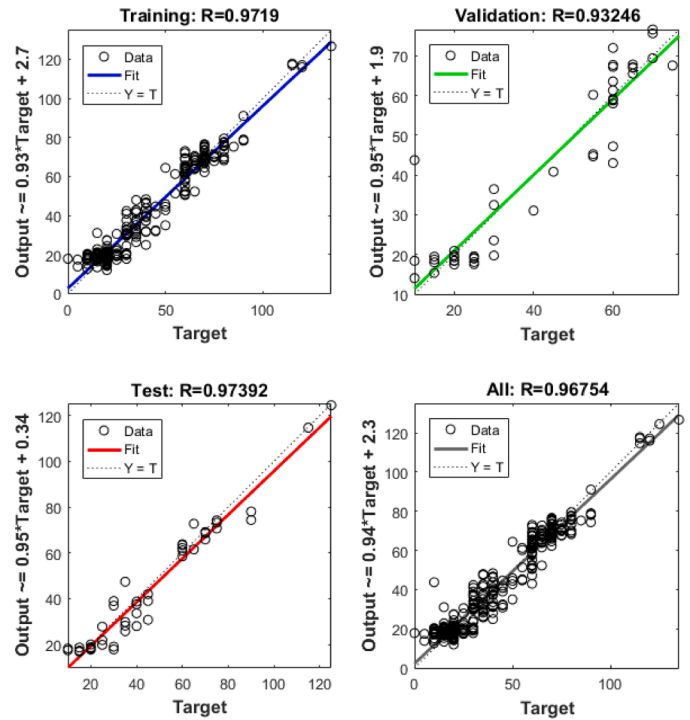 Training: R=0.9719
Output ~= 0.93*Target + 2.7
120
100
80
60
40
20
0
Data
Fit
Y = T
0
50
100
Target
Validation: R=0.93246
Output ~= 0.95*Target + 1.9
70
60
50
40
30
20
10
Data
Fit
Y = T
20
40
60
Target
Test: R=0.97392
Output ~= 0.95*Target + 0.34
120
100
80
60
40
20
Data
Fit
Y = T
20
40
60
80
100
120
Target
All: R=0.96754
Output ~= 0.94*Target + 2.3
120
100
80
60
40
20
0
Data
Fit
Y = T
0
50
100
Target